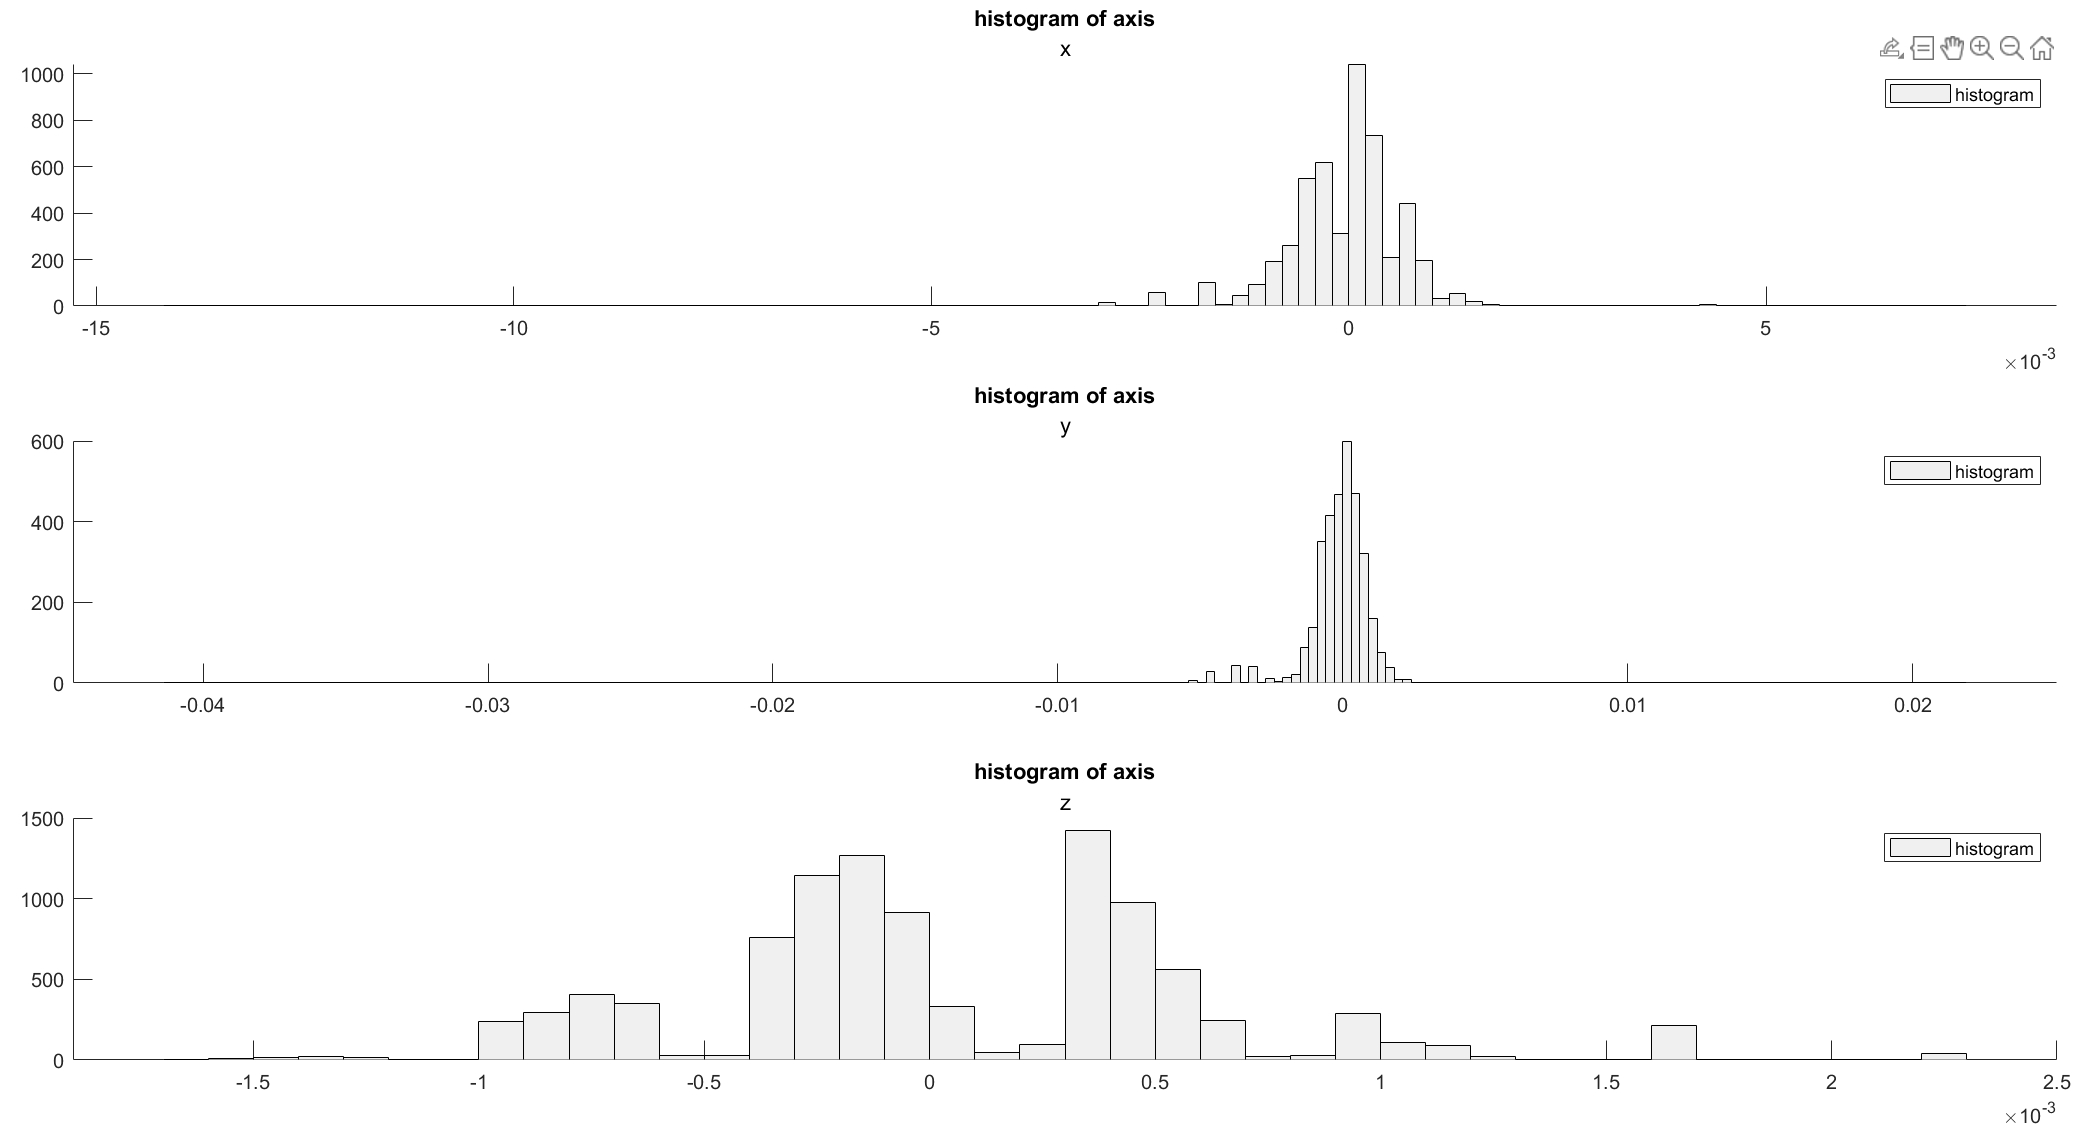 histogram of axis
x
1000
800
600
400
200
0
histogram
-15 -10 -5 0 5
×10-3
histogram of axis
y
600
400
200
0
histogram
-0.04 -0.03 -0.02 -0.01 0 0.01 0.02
histogram of axis
z
1500
1000
500
0
histogram
-1.5 -1 -0.5 0 0.5 1 1.5 2 2.5
×10-3